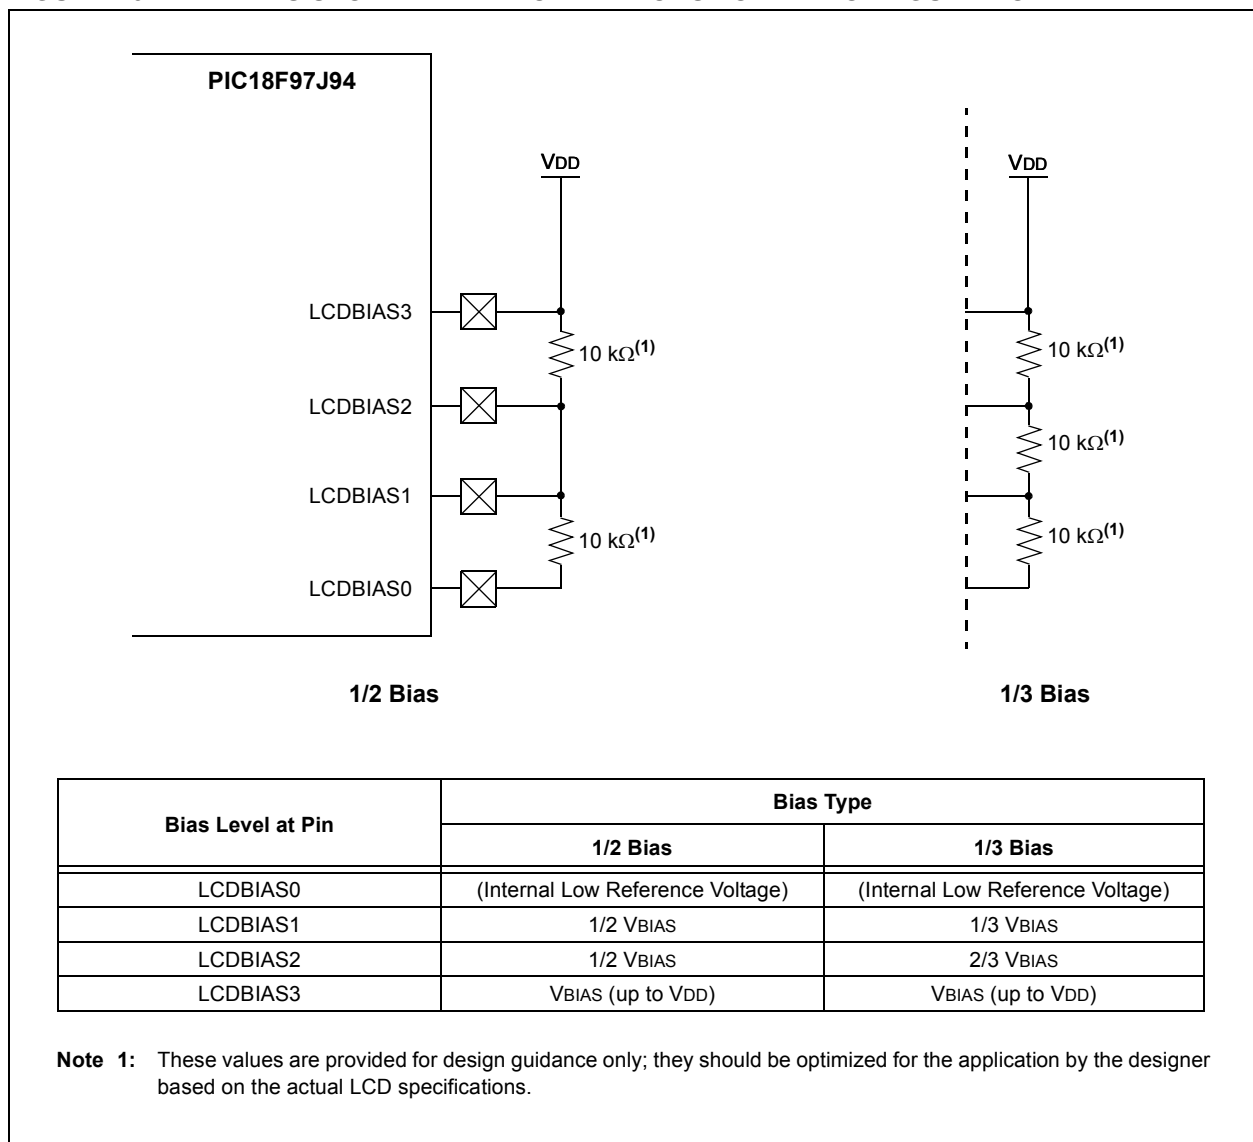 PIC18F97J94
VDD
VDD
LCDBIAS3
10 kΩ(1)
10 kΩ(1)
LCDBIAS2
10 kΩ(1)
LCDBIAS1
10 kΩ(1)
10 kΩ(1)
LCDBIAS0
1/2 Bias
1/3 Bias
Bias Level at Pin
Bias Type
1/2 Bias
1/3 Bias
LCDBIAS0 (Internal Low Reference Voltage) (Internal Low Reference Voltage)
LCDBIAS1 1/2 VBIAS 1/3 VBIAS
LCDBIAS2 1/2 VBIAS 2/3 VBIAS
LCDBIAS3 VBIAS (up to VDD) VBIAS (up to VDD)
Note 1: These values are provided for design guidance only; they should be optimized for the application by the designer
based on the actual LCD specifications.